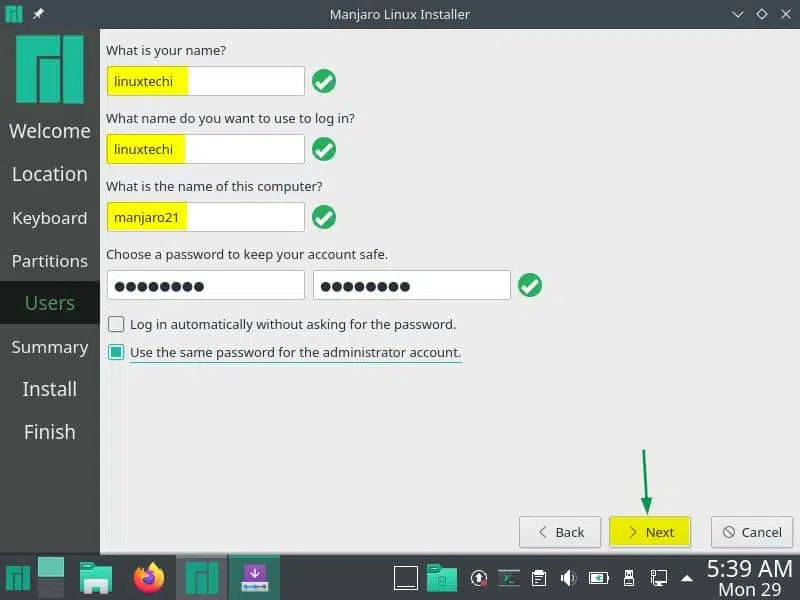 Manjaro Linux Installer
Welcome
Location
Keyboard
Partitions
Users
Summary
Install
Finish
What is your name?
linuxtechi
What name do you want to use to log in?
linuxtechi
What is the name of this computer?
manjaro21
Choose a password to keep your account safe.
●●●●●●●● ●●●●●●●●
Log in automatically without asking for the password.
Use the same password for the administrator account.
Back Next Cancel
5:39 AM
Mon 29